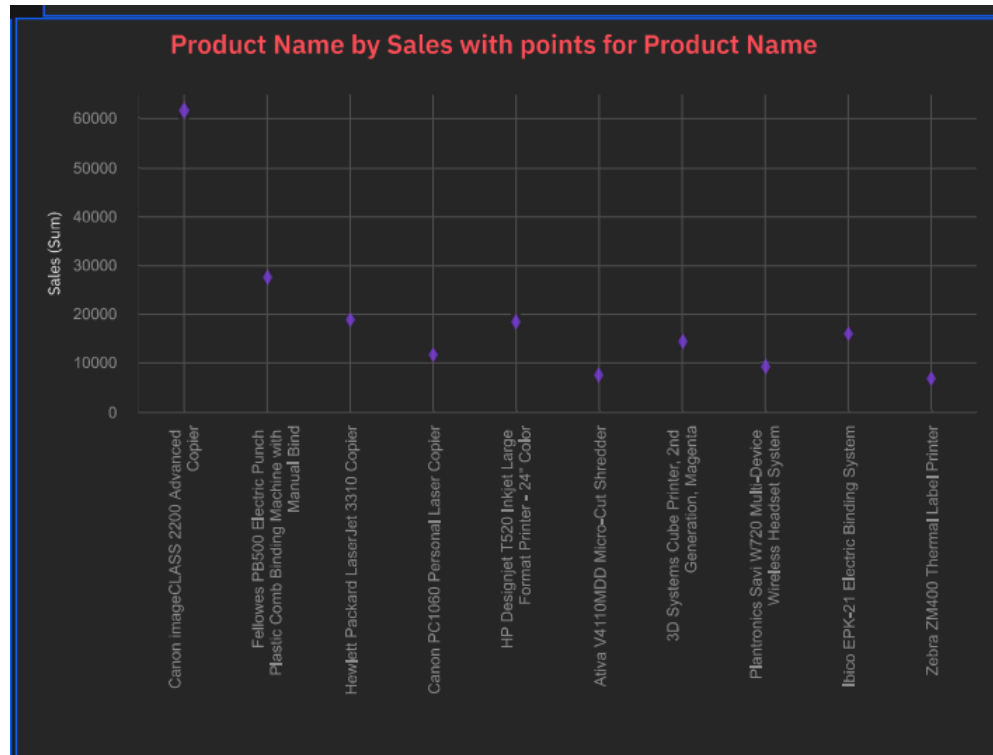 Product Name by Sales with points for Product Name
Sales (Sum)
60000
50000
40000
30000
20000
10000
0
Canon imageCLASS 2200 Advanced
Copier
Fellowes PB500 Electric Punch
Plastic Comb Binding Machine with
Manual Bind
Hewlett Packard LaserJet 3310 Copier
Canon PC1060 Personal Laser Copier
HP Designjet T520 Inkjet Large
Format Printer - 24" Color
Ativa V4110MDD Micro-Cut Shredder
3D Systems Cube Printer, 2nd
Generation, Magenta
Plantronics Savi W720 Multi-Device
Wireless Headset System
Ibico EPK-21 Electric Binding System
Zebra ZM400 Thermal Label Printer